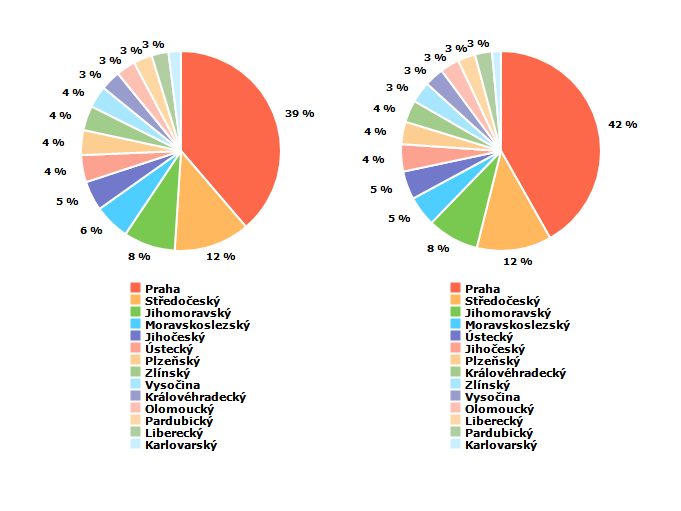 39 %
12 %
8 %
6 %
5 %
4 %
4 %
4 %
4 %
3 %
3 %
3 %
3 %
Praha
Středočeský
Jihomoravský
Moravskoslezský
Jihočeský
Ústecký
Plzeňský
Zlínský
Vysočina
Královéhradecký
Olomoucký
Pardubický
Liberecký
Karlovarský
42 %
12 %
8 %
5 %
5 %
4 %
4 %
4 %
3 %
3 %
3 %
3 %
3 %
Praha
Středočeský
Jihomoravský
Moravskoslezský
Ústecký
Jihočeský
Plzeňský
Královéhradecký
Zlínský
Vysočina
Olomoucký
Liberecký
Pardubický
Karlovarský